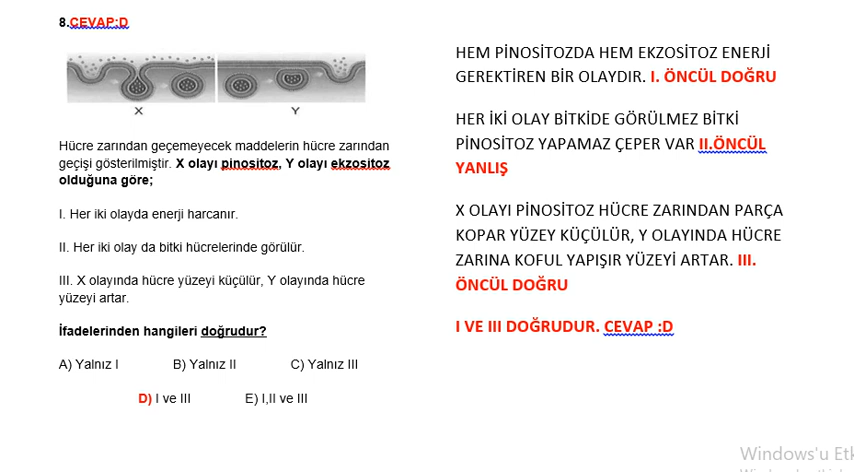 8.CEVAP:D
X Y
Hücre zarından geçemeyecek maddelerin hücre zarından
geçişi gösterilmiştir. X olayı pinositoz, Y olayı ekzositoz
olduğuna göre;
I. Her iki olayda enerji harcanır.
II. Her iki olay da bitki hücrelerinde görülür.
III. X olayında hücre yüzeyi küçülür, Y olayında hücre
yüzeyi artar.
İfadelerinden hangileri doğrudur?
A) Yalnız I B) Yalnız II C) Yalnız III
D) I ve III E) I,II ve III
HEM PİNOSİTOZDA HEM EKZOSİTOZ ENERJİ
GEREKTİREN BİR OLAYDIR. I. ÖNCÜL DOĞRU
HER İKİ OLAY BİTKİDE GÖRÜLMEZ BİTKİ
PİNOSİTOZ YAPAMAZ ÇEPER VAR II.ÖNCÜL
YANLIŞ
X OLAYI PİNOSİTOZ HÜCRE ZARINDAN PARÇA
KOPAR YÜZEY KÜÇÜLÜR, Y OLAYINDA HÜCRE
ZARINA KOFUL YAPIŞIR YÜZEYİ ARTAR. III.
ÖNCÜL DOĞRU
I VE III DOĞRUDUR. CEVAP :D
Windows'u Etk